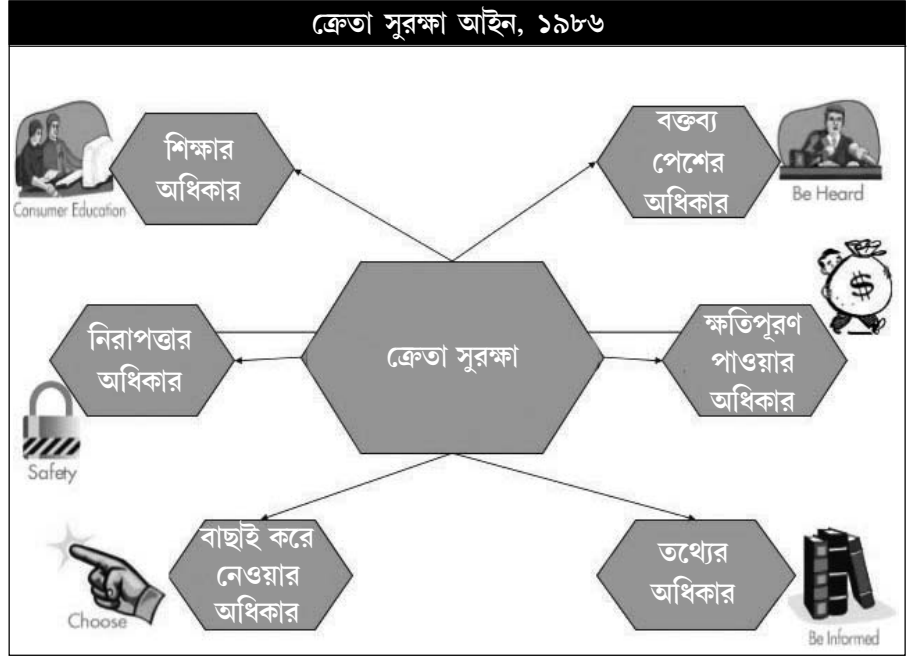 ক্রেতা সুরক্ষা আইন, ১৯৮৬
শিক্ষার
অধিকার
Consumer Education
বক্তব্য
পেশের
অধিকার
Be Heard
নিরাপত্তার
অধিকার
Safety
ক্রেতা সুরক্ষা
$
ক্ষতিপূরণ
পাওয়ার
অধিকার
বাছাই করে
নেওয়ার
অধিকার
Choose
তথ্যের
অধিকার
Be Informed